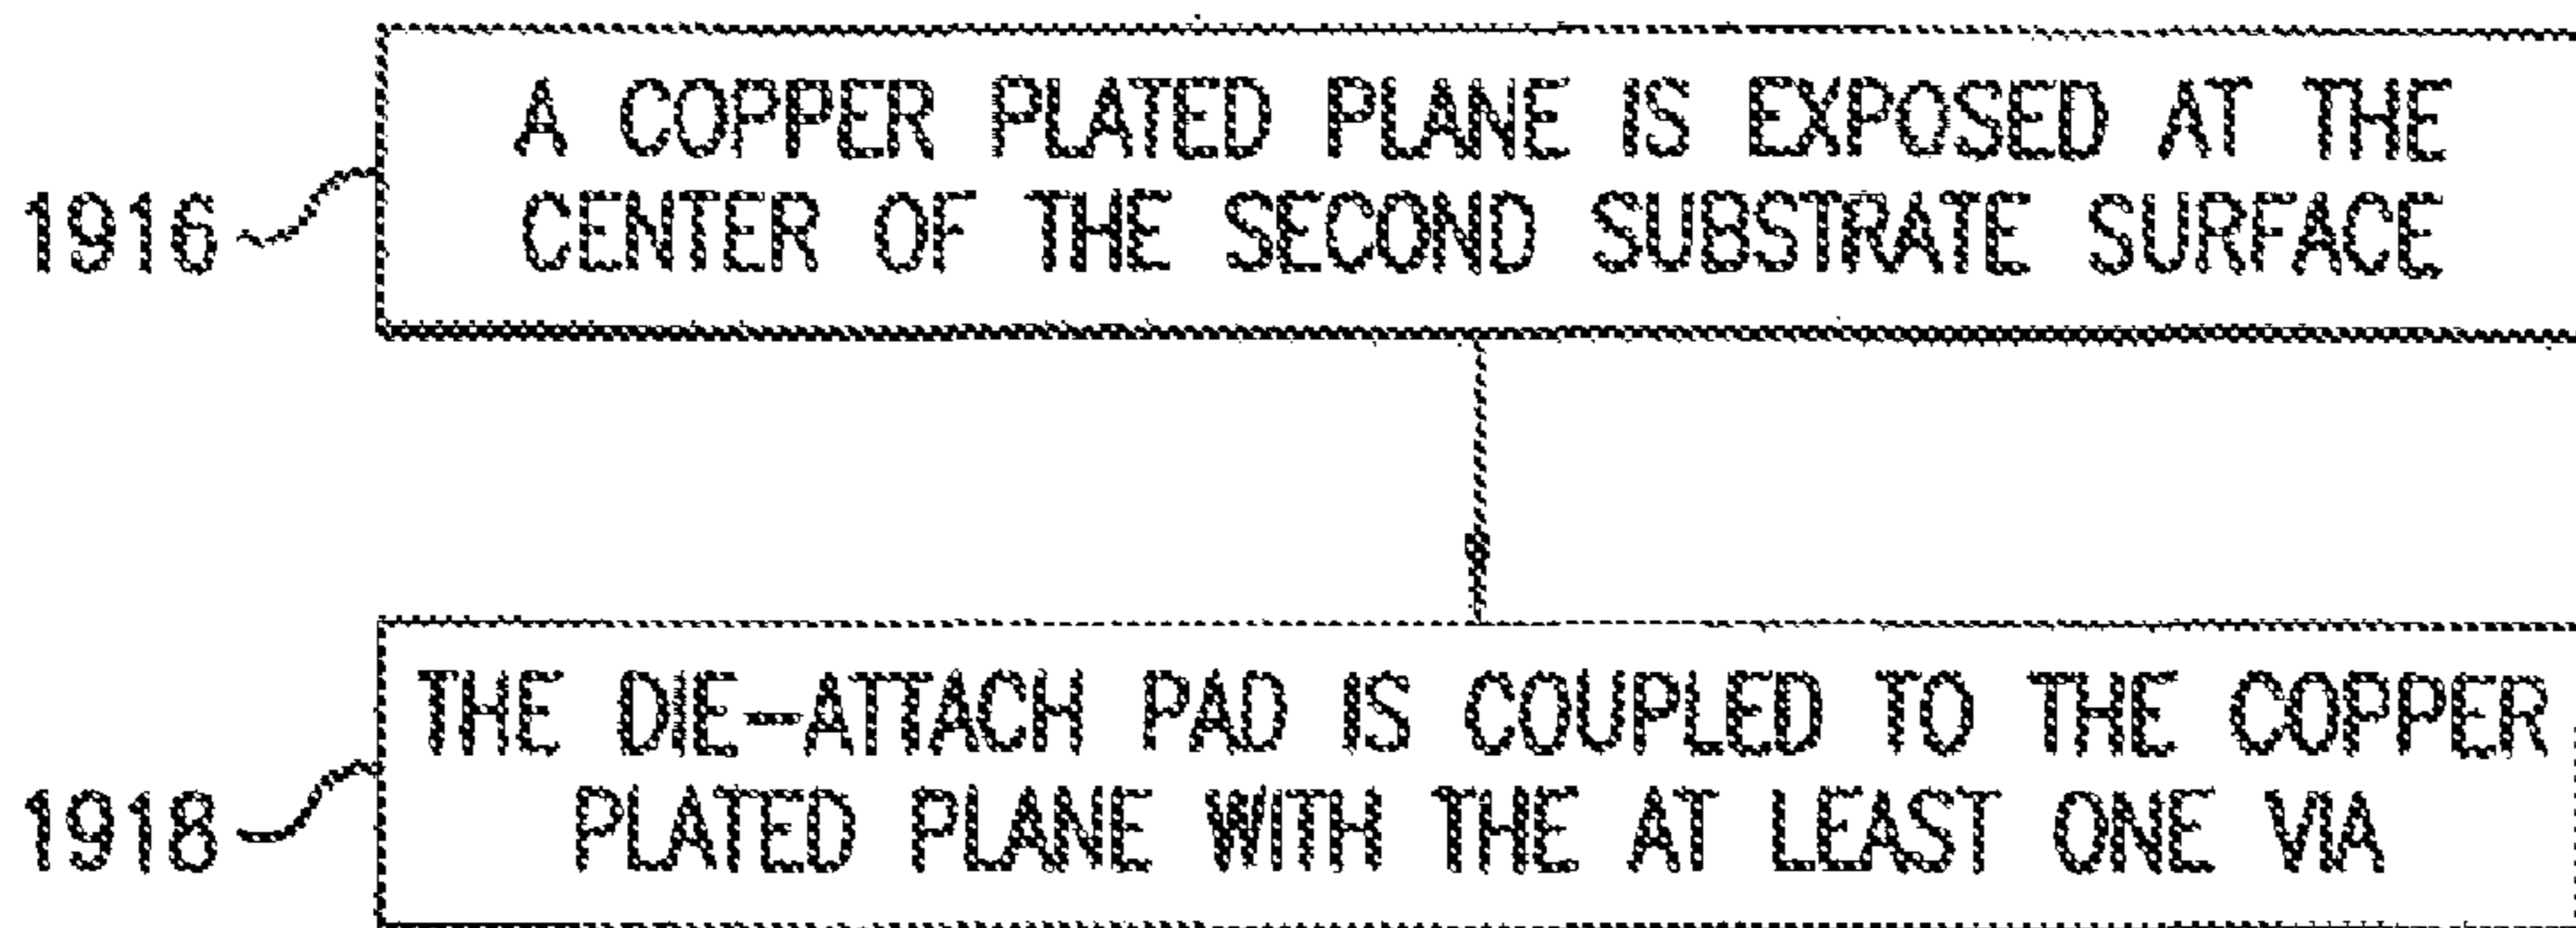 A COPPER PLATED PLANE IS EXPOSED AT THE
1916 CENTER OF THE SECOND SUBSTRATE SURFACE
THE DIE-ATTACH PAD IS COUPLED TO THE COPPER
1918 PLATED PLANE WITH THE AT LEAST ONE VIA